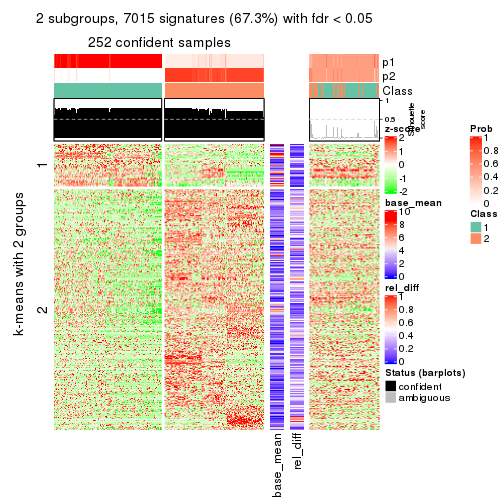 2 subgroups, 7015 signatures (67.3%) with fdr < 0.05
252 confident samples
p1
p2
Class
1
0.5
0
Silhouette
score
k-means with 2 groups
1
2
base_mean
rel_diff
z-score
2
1
0
-1
-2
base_mean
10
8
6
4
2
0
rel_diff
1
0.8
0.6
0.4
0.2
0
Status (barplots)
confident
ambiguous
Prob
1
0.8
0.6
0.4
0.2
0
Class
1
2